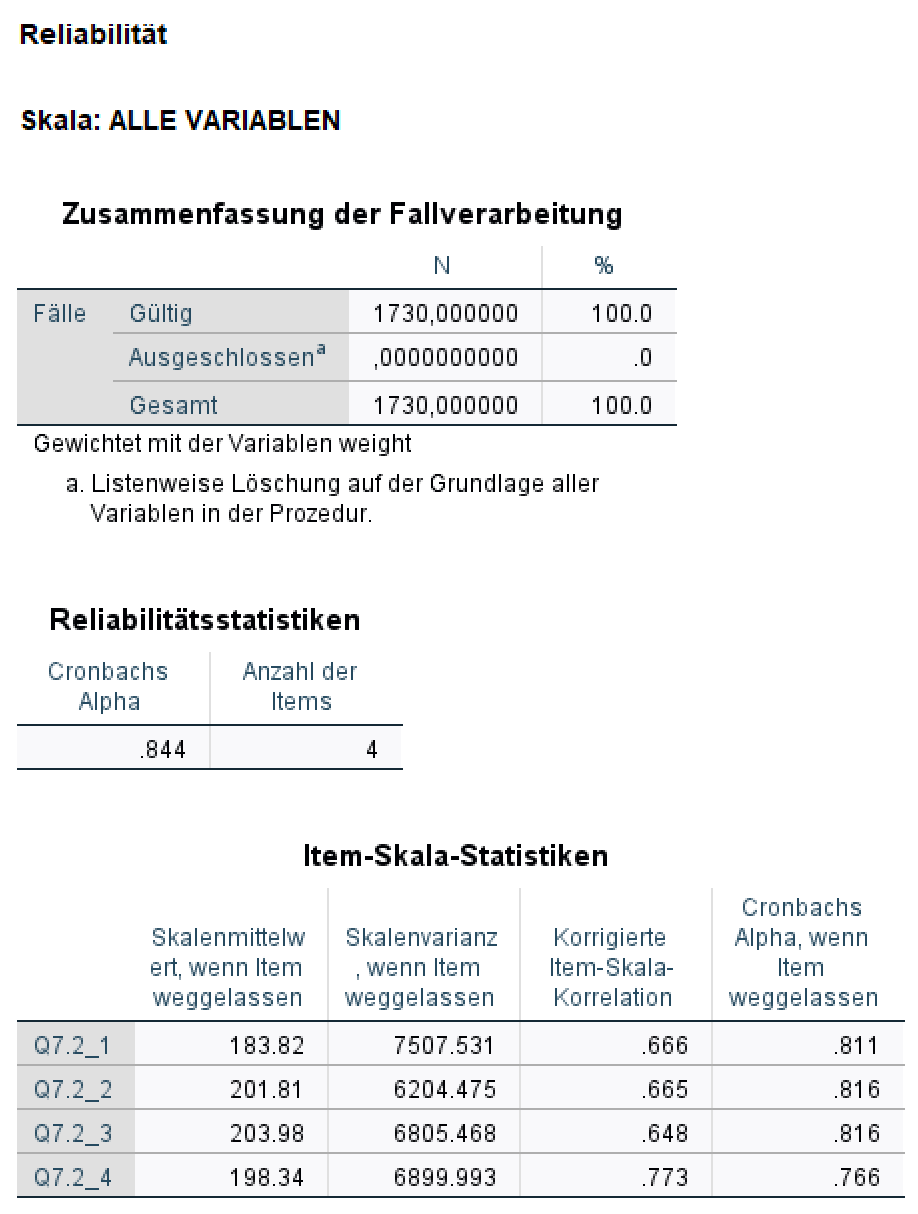 Reliabilität
Skala: ALLE VARIABLEN
Zusammenfassung der Fallverarbeitung
N %
Fälle Gültig 1730,000000 100.0
Ausgeschlossenᵃ ,0000000000 .0
Gesamt 1730,000000 100.0
Gewichtet mit der Variablen weight
a. Listenweise Löschung auf der Grundlage aller
Variablen in der Prozedur.
Reliabilitätsstatistiken
Cronbachs Anzahl der
Alpha Items
.844 4
Item-Skala-Statistiken
Cronbachs
Skalenmittelw Skalenvarianz Korrigierte Alpha, wenn
ert, wenn Item , wenn Item Item-Skala- Item
weggelassen weggelassen Korrelation weggelassen
Q7.2_1 183.82 7507.531 .666 .811
Q7.2_2 201.81 6204.475 .665 .816
Q7.2_3 203.98 6805.468 .648 .816
Q7.2_4 198.34 6899.993 .773 .766